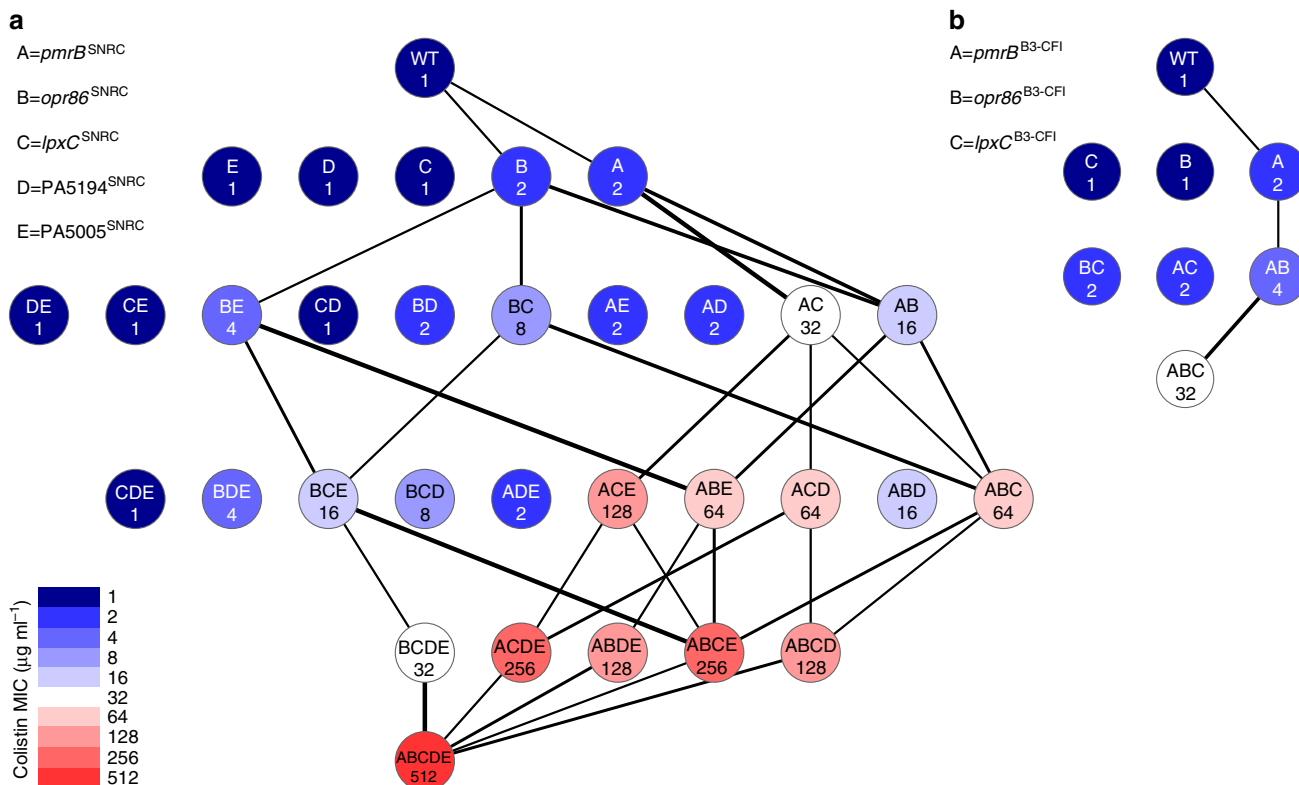 a
A=pmrB^SNRC
B=opr86^SNRC
C=lpxC^SNRC
D=PA5194^SNRC
E=PA5005^SNRC
WT
1
E
1
D
1
C
1
B
2
A
2
DE
1
CE
1
BE
4
CD
1
BD
2
BC
8
AE
2
AD
2
AC
32
AB
16
CDE
1
BDE
4
BCE
16
BCD
8
ADE
2
ACE
128
ABE
64
ACD
64
ABD
16
ABC
64
BCDE
32
ACDE
256
ABDE
128
ABCE
256
ABCD
128
ABCDE
512
Colistin MIC (μg ml⁻¹)
1
2
4
8
16
32
64
128
256
512
b
A=pmrB^B3-CFI
B=opr86^B3-CFI
C=lpxC^B3-CFI
WT
1
C
1
B
1
A
2
BC
2
AC
2
AB
4
ABC
32